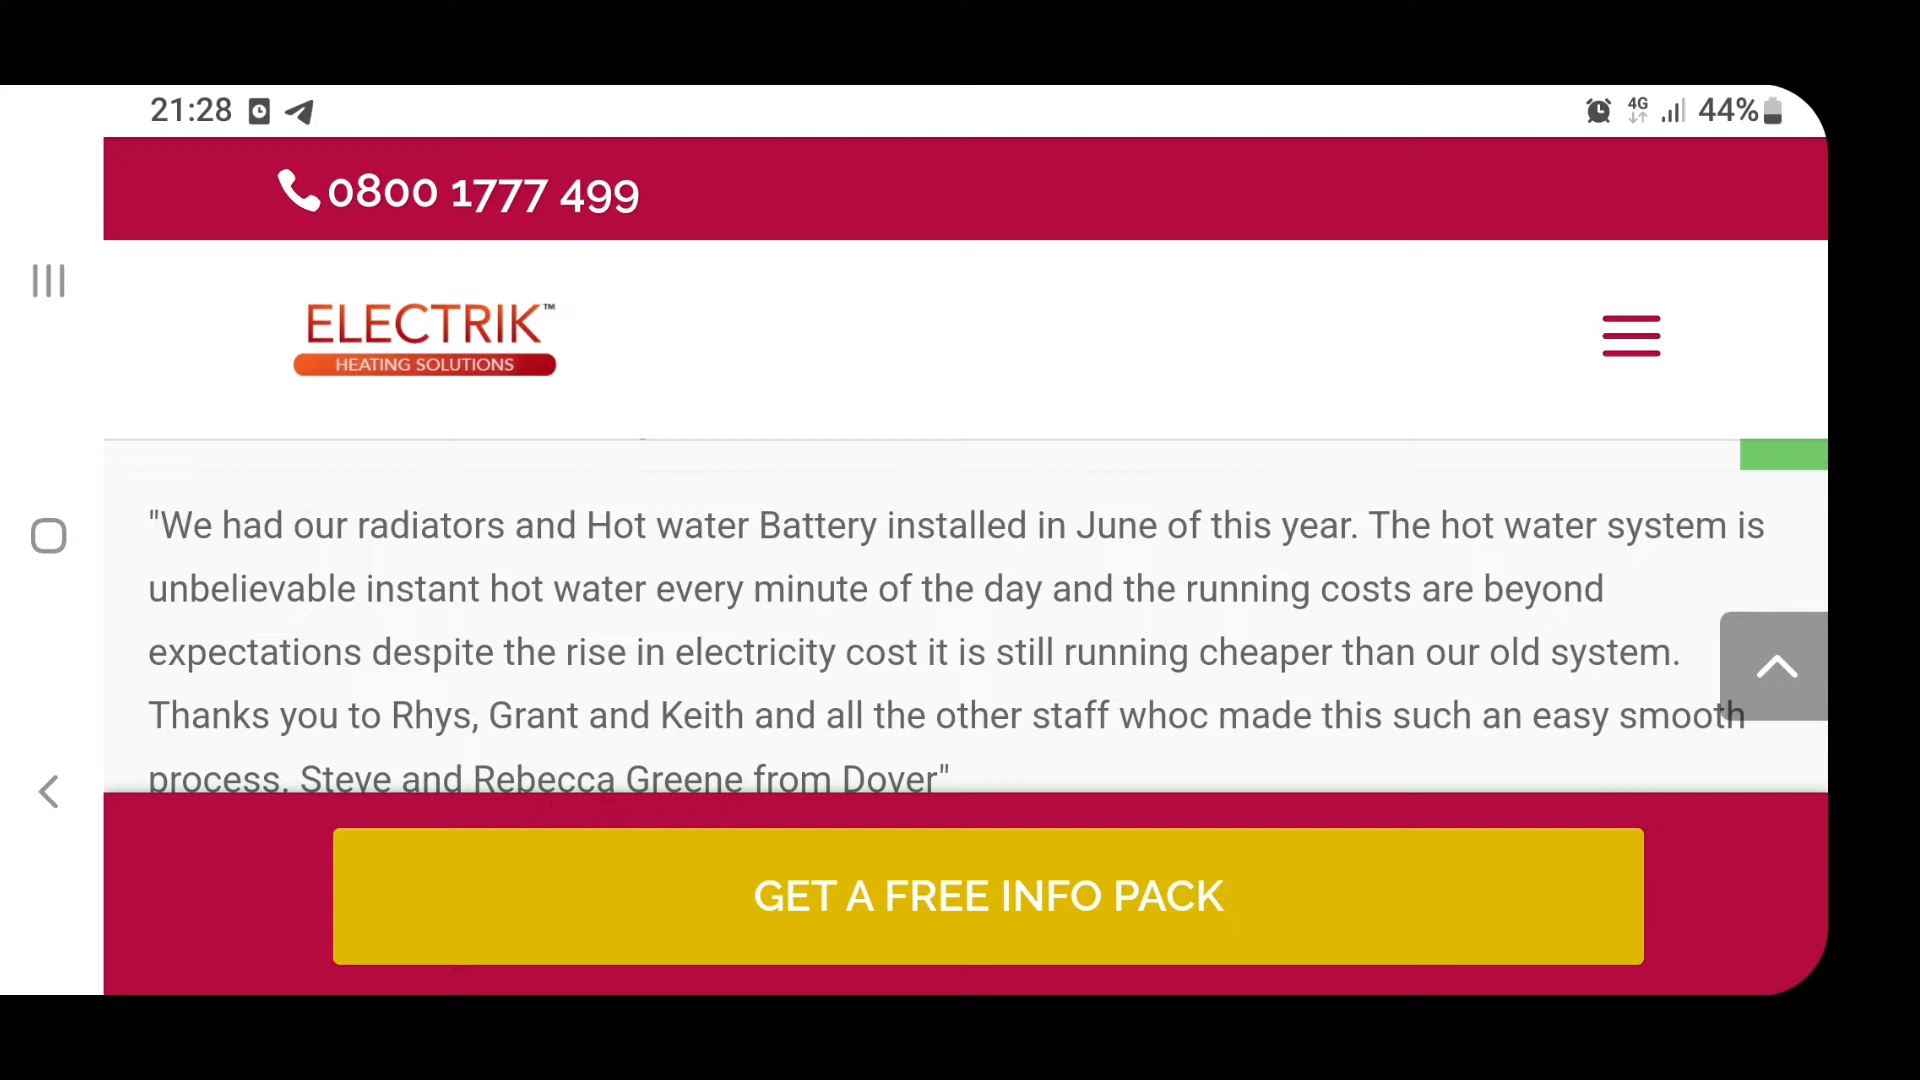 21:28
4G
44%
0800 1777 499
ELECTRIK™
HEATING SOLUTIONS
"We had our radiators and Hot water Battery installed in June of this year. The hot water system is
unbelievable instant hot water every minute of the day and the running costs are beyond
expectations despite the rise in electricity cost it is still running cheaper than our old system.
Thanks you to Rhys, Grant and Keith and all the other staff whoc made this such an easy smooth
process. Steve and Rebecca Greene from Dover"
GET A FREE INFO PACK